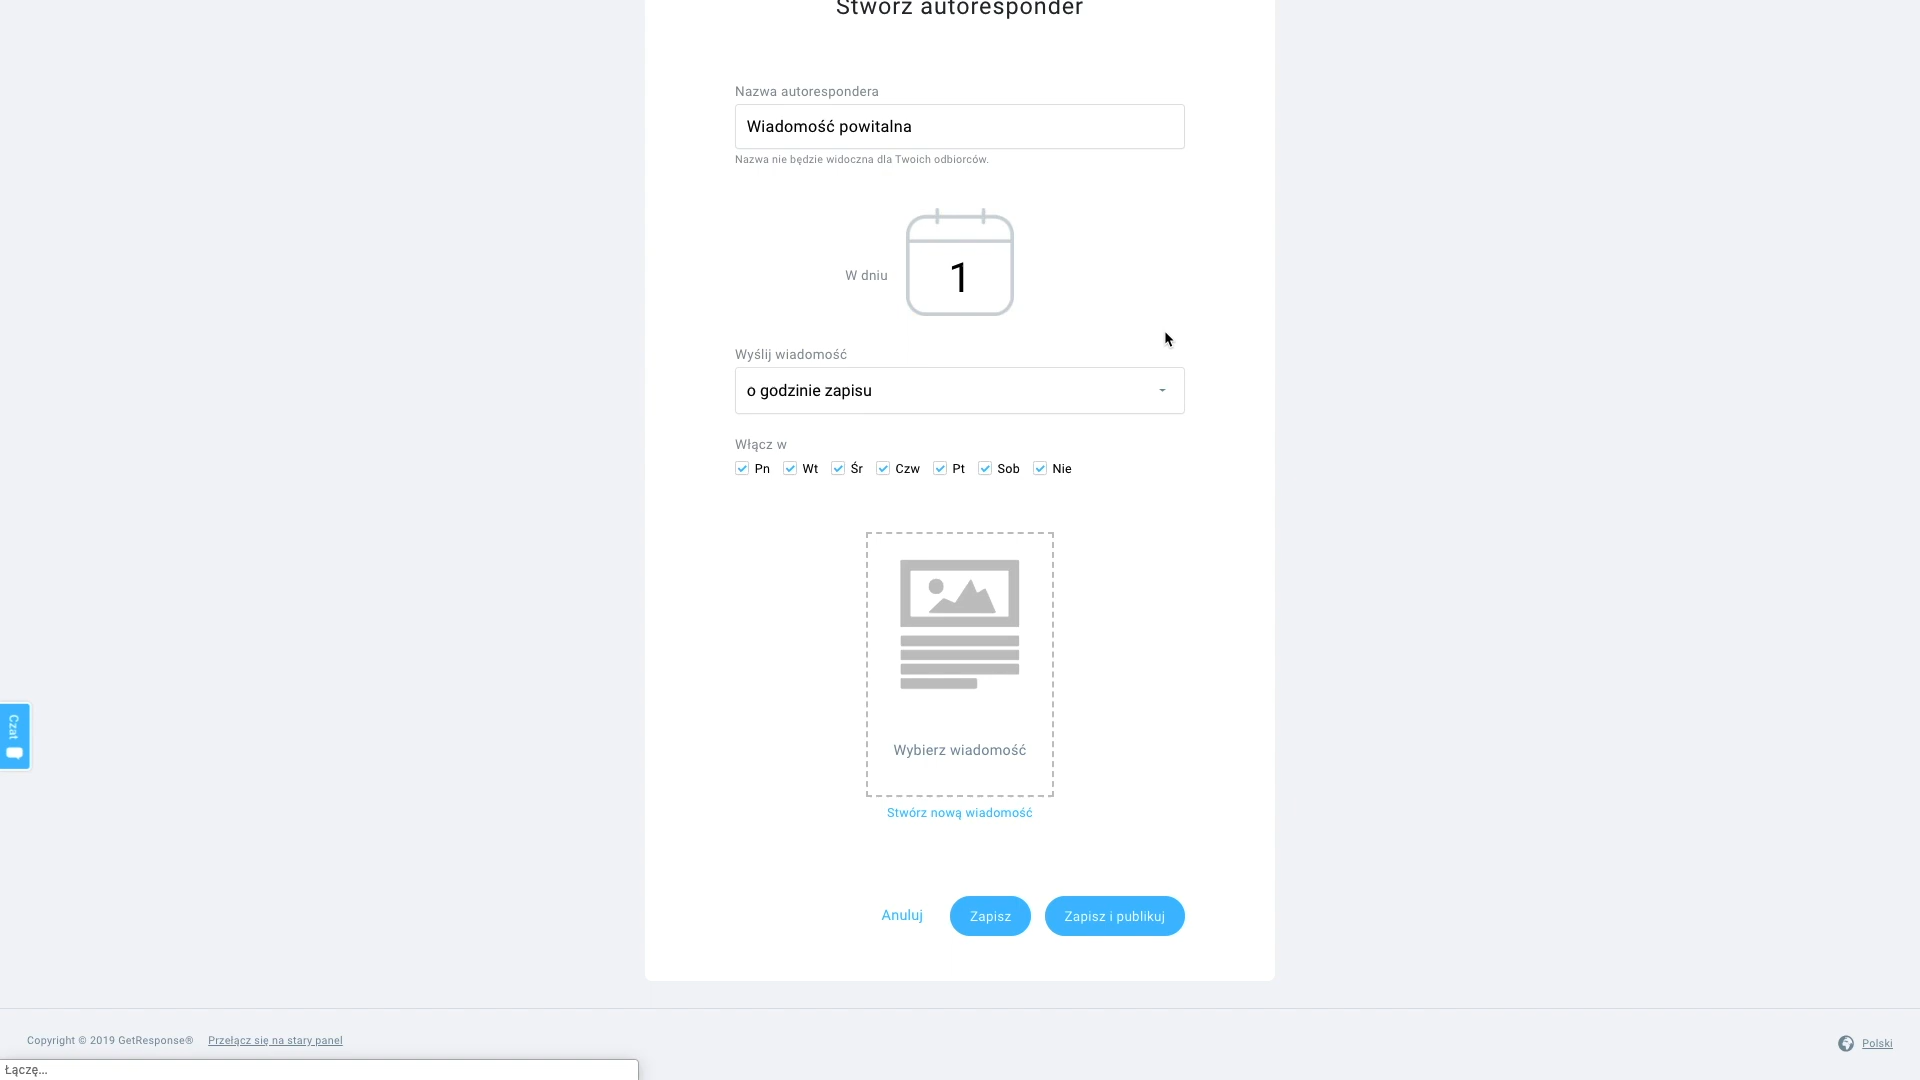 Stwórz autoresponder
Nazwa autorespondera
Wiadomość powitalna
Nazwa nie będzie widoczna dla Twoich odbiorców.
W dniu
1
Wyślij wiadomość
o godzinie zapisu
Włącz w
Pn Wt Śr Czw Pt Sob Nie
Czat
Wybierz wiadomość
Stwórz nową wiadomość
Anuluj Zapisz Zapisz i publikuj
Copyright © 2019 GetResponse® Przełącz się na stary panel
Polski
Łączę...